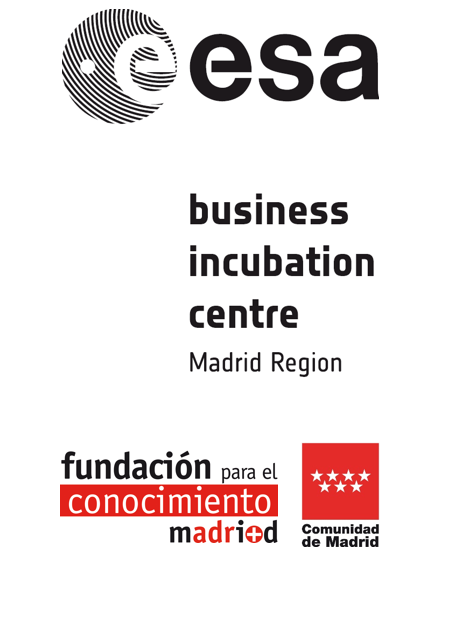 esa
business
incubation
centre
Madrid Region
fundación para el
conocimiento
madri+d
Comunidad
de Madrid